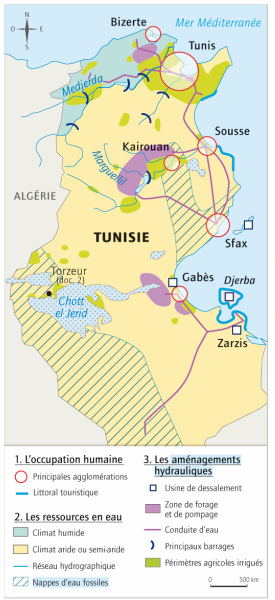 Bizerte
Mer Méditerranée
N
O
E
S
Tunis
Medjerda
Sousse
Kairouan
Marguellil
ALGÉRIE
TUNISIE
Sfax
Torzeur
(doc. 2)
Gabès
Djerba
Chott
el Jerid
Zarzis
1. L'occupation humaine
Principales agglomérations
Littoral touristique
2. Les ressources en eau
Climat humide
Climat aride ou semi-aride
Réseau hydrographique
Nappes d'eau fossiles
3. Les aménagements
hydrauliques
Usine de dessalement
Zone de forage
et de pompage
Conduite d'eau
Principaux barrages
Périmètres agricoles irrigués
0 500 km